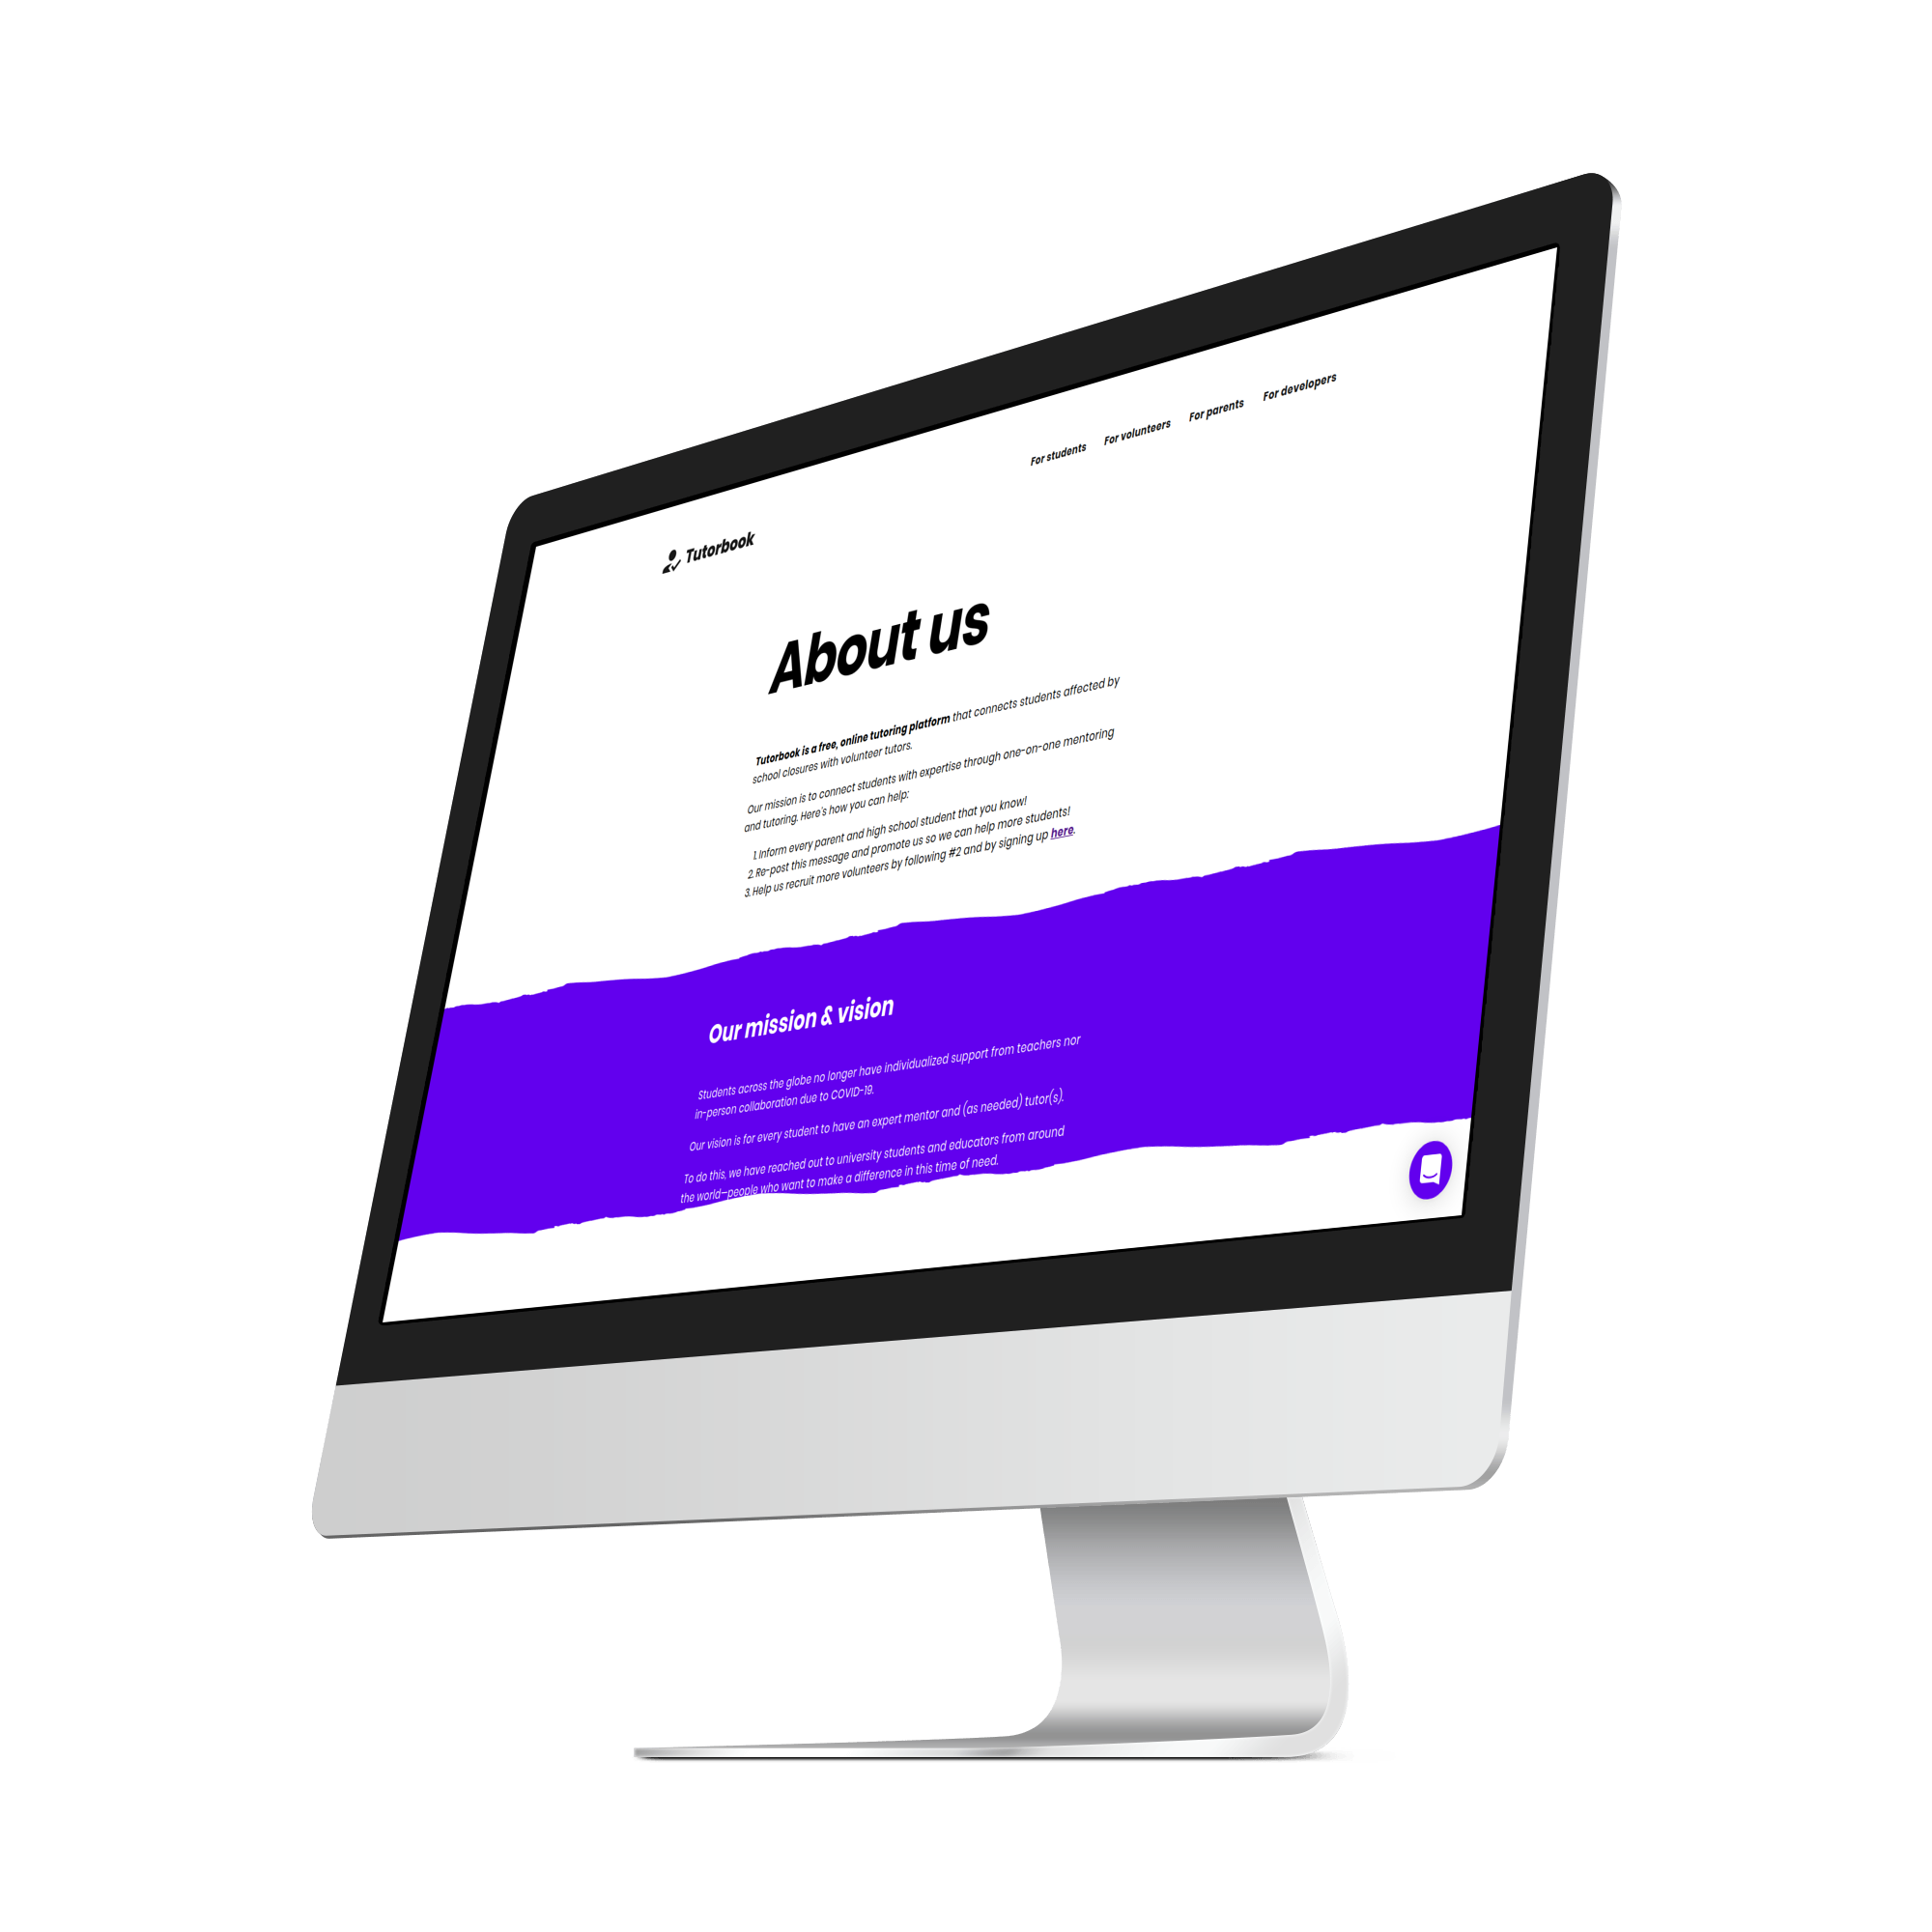 Tutorbook
For students For volunteers For parents For developers
About us
Tutorbook is a free, online tutoring platform that connects students affected by
school closures with volunteer tutors.
Our mission is to connect students with expertise through one-on-one mentoring
and tutoring. Here's how you can help:
1. Inform every parent and high school student that you know!
2. Re-post this message and promote us so we can help more students!
3. Help us recruit more volunteers by following #2 and by signing up here.
Our mission & vision
Students across the globe no longer have individualized support from teachers nor
in-person collaboration due to COVID-19.
Our vision is for every student to have an expert mentor and (as needed) tutor(s).
To do this, we have reached out to university students and educators from around
the world—people who want to make a difference in this time of need.